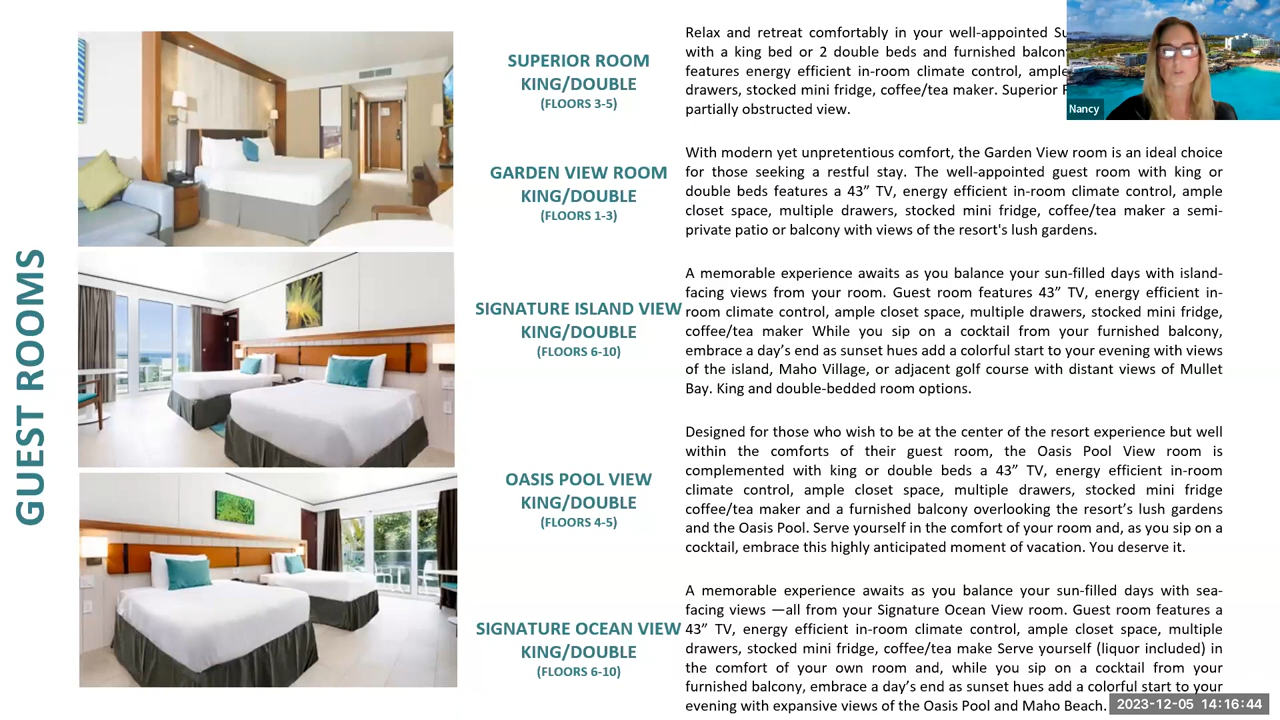 GUEST ROOMS
SUPERIOR ROOM
KING/DOUBLE
(FLOORS 3-5)
Relax and retreat comfortably in your well-appointed
with a king bed or 2 double beds and furnished
features energy efficient in-room climate control, ample
drawers, stocked mini fridge, coffee/tea maker. Superior
partially obstructed view.
Nancy
GARDEN VIEW ROOM
KING/DOUBLE
(FLOORS 1-3)
With modern yet unpretentious comfort, the Garden View room is an ideal choice
for those seeking a restful stay. The well-appointed guest room with king or
double beds features a 43” TV, energy efficient in-room climate control, ample
closet space, multiple drawers, stocked mini fridge, coffee/tea maker a semi-
private patio or balcony with views of the resort's lush gardens.
SIGNATURE ISLAND VIEW
KING/DOUBLE
(FLOORS 6-10)
A memorable experience awaits as you balance your sun-filled days with island-
facing views from your room. Guest room features 43” TV, energy efficient in-
room climate control, ample closet space, multiple drawers, stocked mini fridge,
coffee/tea maker While you sip on a cocktail from your furnished balcony,
embrace a day’s end as sunset hues add a colorful start to your evening with views
of the island, Maho Village, or adjacent golf course with distant views of Mullet
Bay. King and double-bedded room options.
OASIS POOL VIEW
KING/DOUBLE
(FLOORS 4-5)
Designed for those who wish to be at the center of the resort experience but well
within the comforts of their guest room, the Oasis Pool View room is
complemented with king or double beds a 43” TV, energy efficient in-room
climate control, ample closet space, multiple drawers, stocked mini fridge
coffee/tea maker and a furnished balcony overlooking the resort’s lush gardens
and the Oasis Pool. Serve yourself in the comfort of your room and, as you sip on a
cocktail, embrace this highly anticipated moment of vacation. You deserve it.
SIGNATURE OCEAN VIEW
KING/DOUBLE
(FLOORS 6-10)
A memorable experience awaits as you balance your sun-filled days with sea-
facing views —all from your Signature Ocean View room. Guest room features a
43” TV, energy efficient in-room climate control, ample closet space, multiple
drawers, stocked mini fridge, coffee/tea make Serve yourself (liquor included) in
the comfort of your own room and, while you sip on a cocktail from your
furnished balcony, embrace a day’s end as sunset hues add a colorful start to your
evening with expansive views of the Oasis Pool and Maho Beach.
2023-12-05 14:16:44